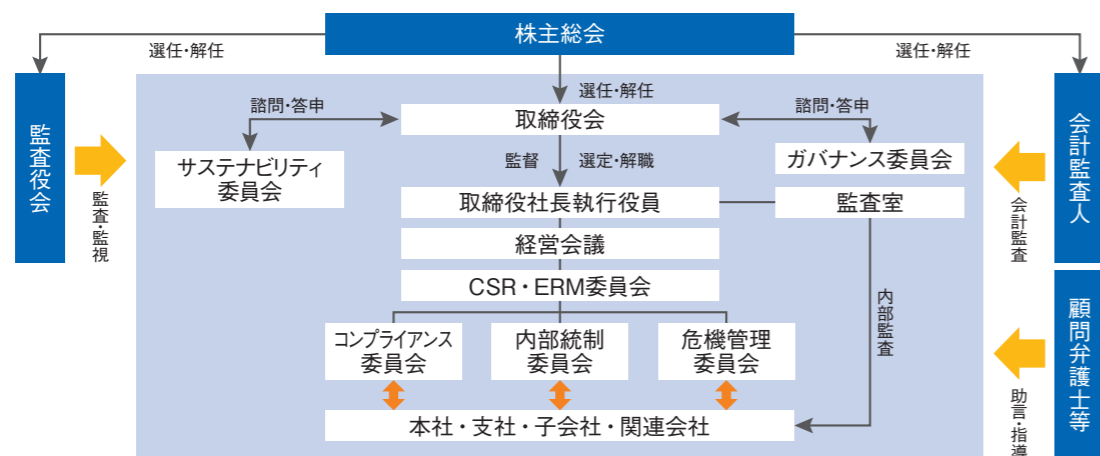 株主総会
選任・解任
選任・解任
選任・解任
監査役会
監査・監視
諮問・答申
取締役会
諮問・答申
サステナビリティ
委員会
監督
選定・解職
ガバナンス委員会
会計監査人
会計監査
取締役社長執行役員
監査室
経営会議
CSR・ERM委員会
コンプライアンス
委員会
内部統制
委員会
危機管理
委員会
内部監査
顧問弁護士等
助言・指導
本社・支社・子会社・関連会社